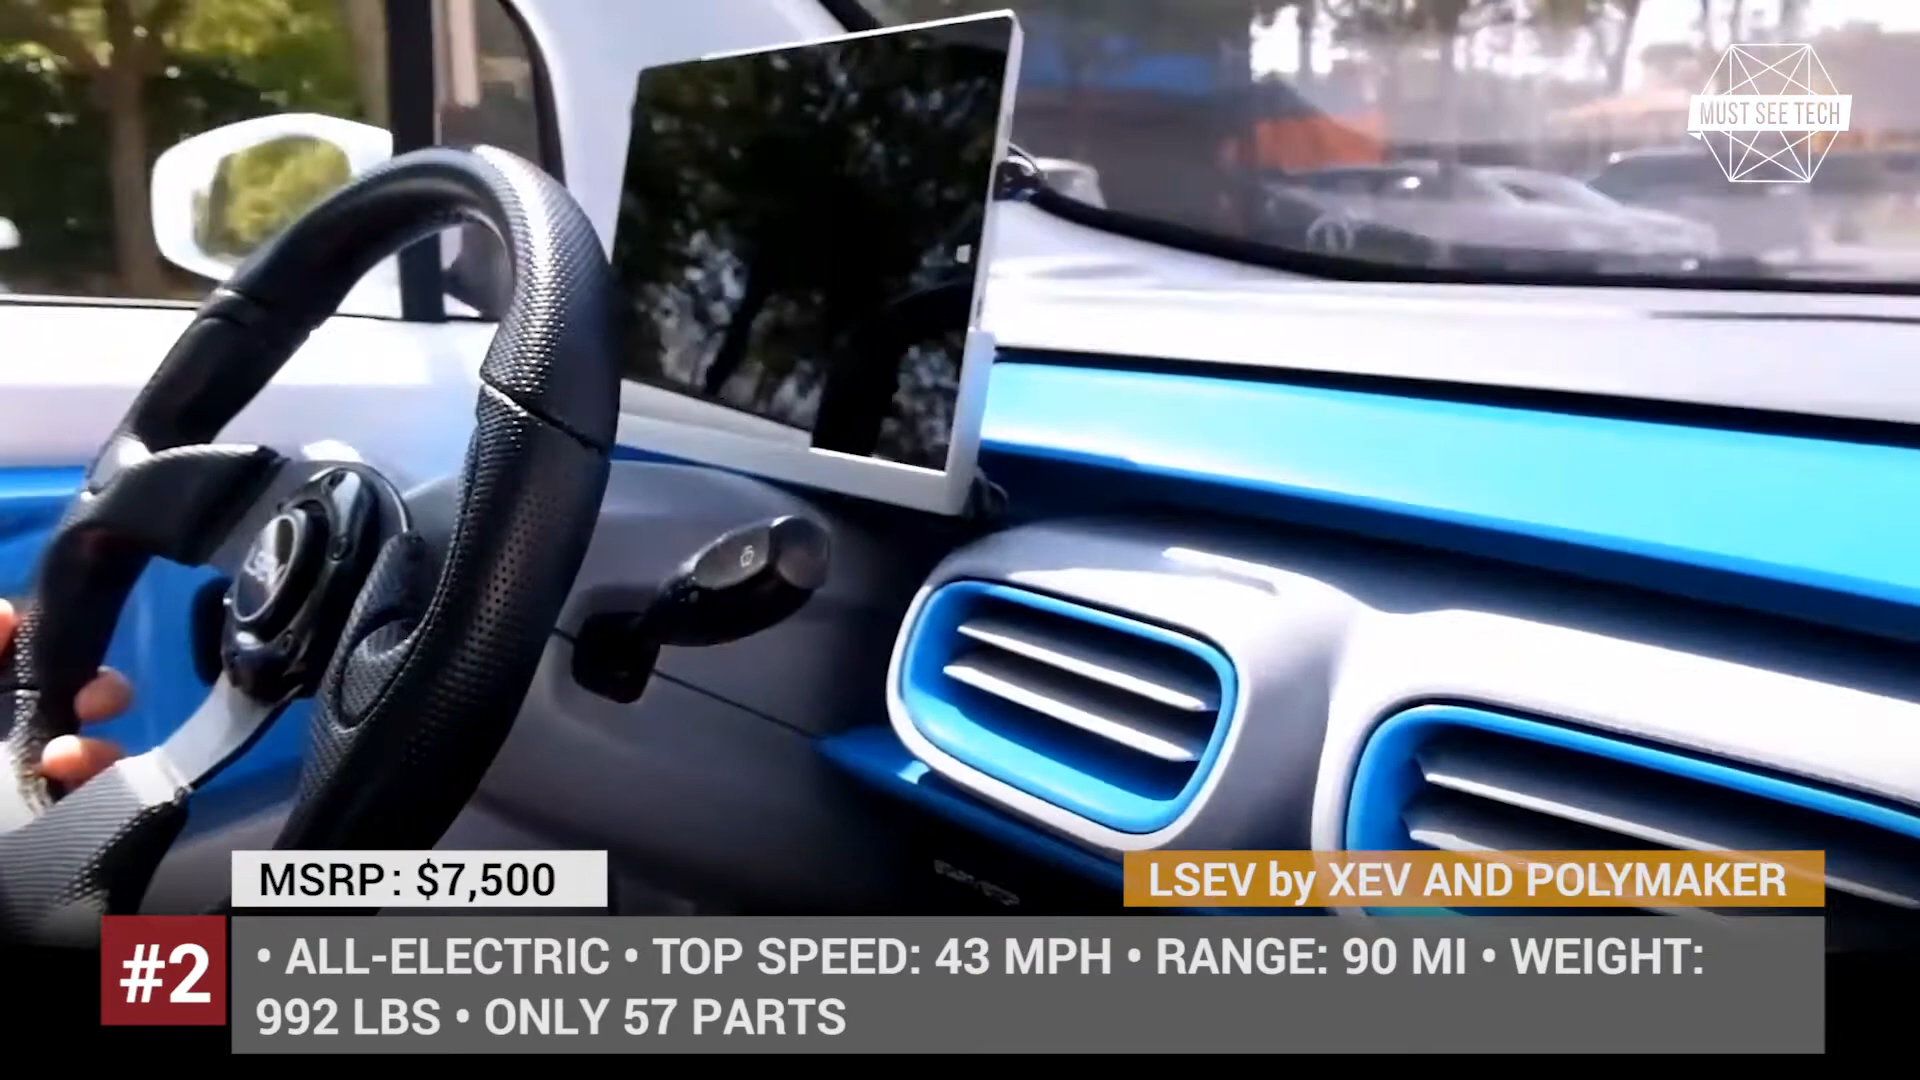 MUST SEE TECH
MSRP: $7,500
LSEV by XEV AND POLYMAKER
#2
• ALL-ELECTRIC • TOP SPEED: 43 MPH • RANGE: 90 MI • WEIGHT:
992 LBS • ONLY 57 PARTS